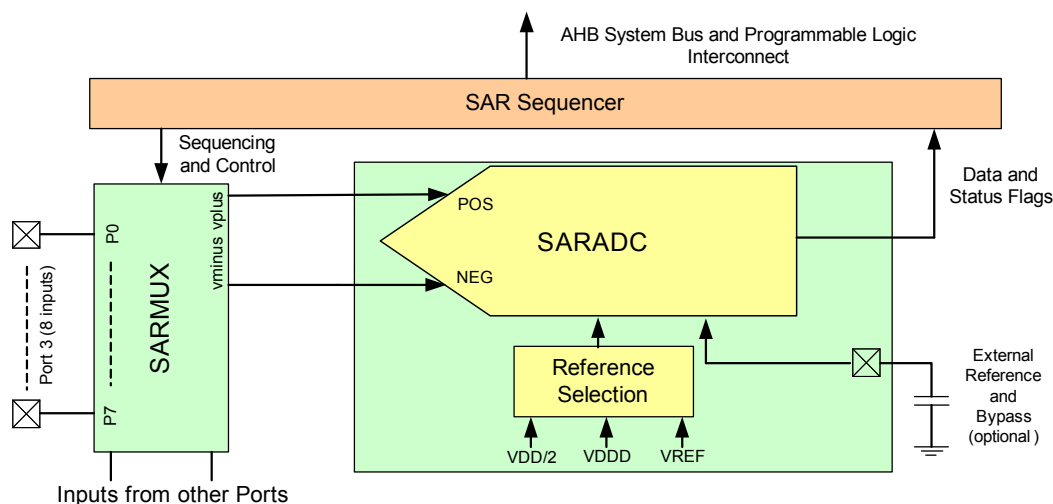 AHB System Bus and Programmable Logic
Interconnect
SAR Sequencer
Sequencing
and Control
Data and
Status Flags
vminus vplus
POS
SARADC
NEG
P0
Port 3 (8 inputs)
SARMUX
P7
Reference
Selection
VDD/2
VDDD
VREF
External
Reference
and
Bypass
(optional )
Inputs from other Ports